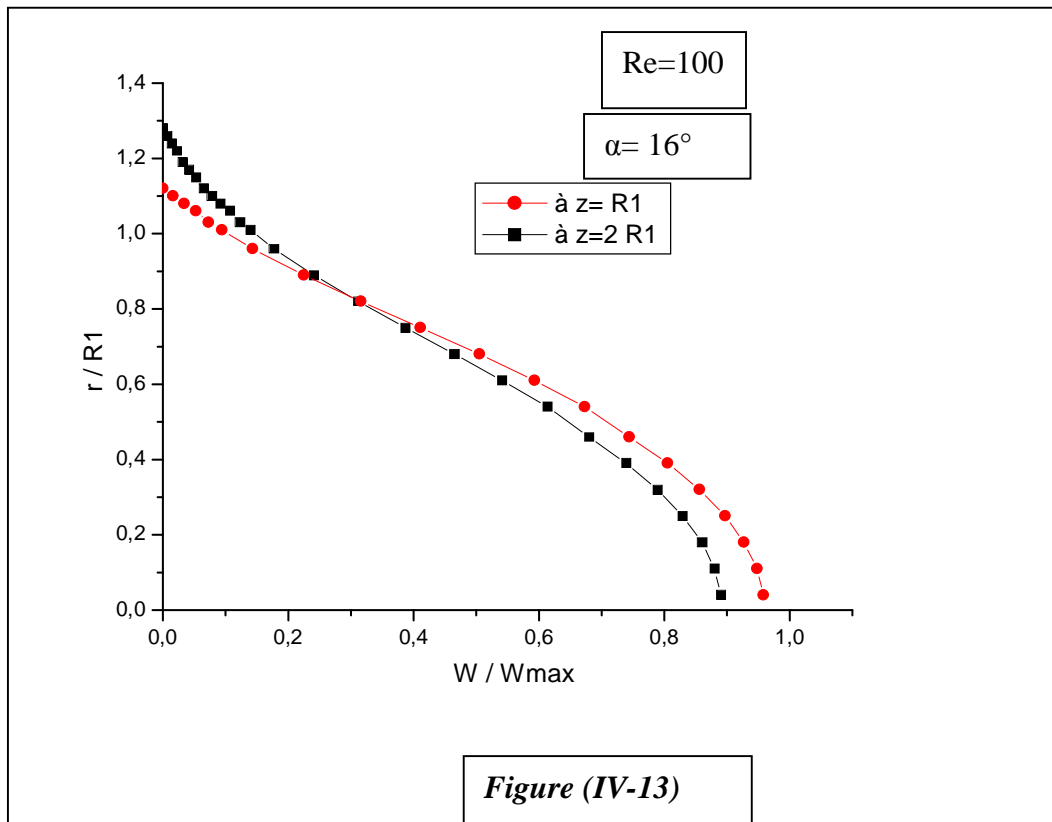 Re=100
α= 16°
à z= R1
à z=2 R1
1,4
1,2
1,0
0,8
0,6
0,4
0,2
0,0
r / R1
0,0 0,2 0,4 0,6 0,8 1,0
W / Wmax
Figure (IV-13)